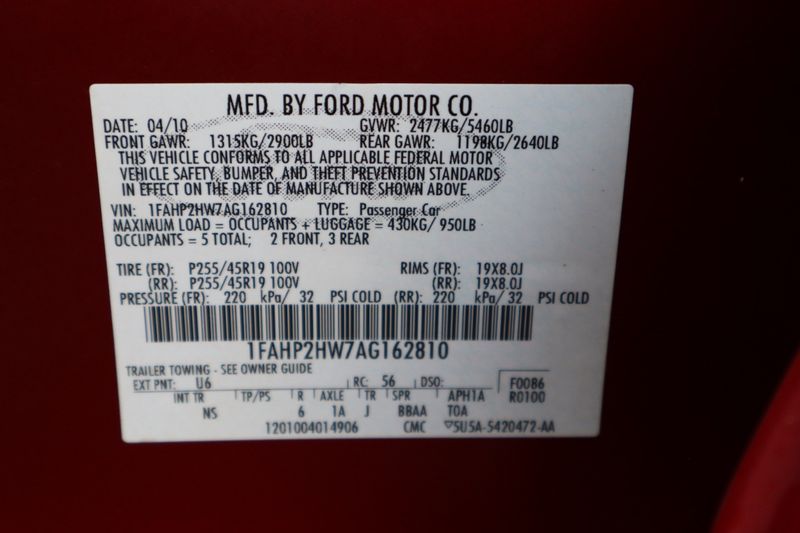 MFD. BY FORD MOTOR CO.
DATE: 04/10 GVWR: 2477KG/5460LB
FRONT GAWR: 1315KG/2900LB REAR GAWR: 1198KG/2640LB
THIS VEHICLE CONFORMS TO ALL APPLICABLE FEDERAL MOTOR
VEHICLE SAFETY, BUMPER, AND THEFT PREVENTION STANDARDS
IN EFFECT ON THE DATE OF MANUFACTURE SHOWN ABOVE.
VIN: 1FAHP2HW7AG162810 TYPE: Passenger Car
MAXIMUM LOAD = OCCUPANTS + LUGGAGE = 430KG/ 950LB
OCCUPANTS = 5 TOTAL; 2 FRONT, 3 REAR
TIRE (FR): P255/45R19 100V RIMS (FR): 19X8.0J
(RR): P255/45R19 100V (RR): 19X8.0J
PRESSURE (FR): 220 kPa/ 32 PSI COLD (RR): 220 kPa/ 32 PSI COLD
1FAHP2HW7AG162810
TRAILER TOWING - SEE OWNER GUIDE
EXT PNT: U6 RC: 56 DSO: F0086
INT TR TP/PS R AXLE TR SPR APH1A R0100
NS 6 1A J BBAA TOA
1201004014906 CMC 5U5A-5420472-AA